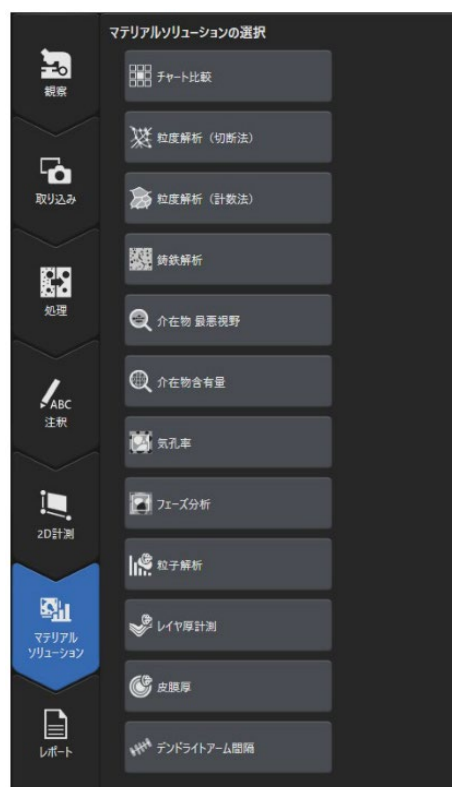 マテリアルソリューションの選択
観察
取り込み
処理
ABC
注釈
2D計測
マテリアル
ソリューション
レポート
チャート比較
粒度解析（切断法）
粒度解析（計数法）
鋳鉄解析
介在物 最悪視野
介在物含有量
気孔率
フェーズ分析
粒子解析
レイヤ厚計測
皮膜厚
デンドライトアーム間隔